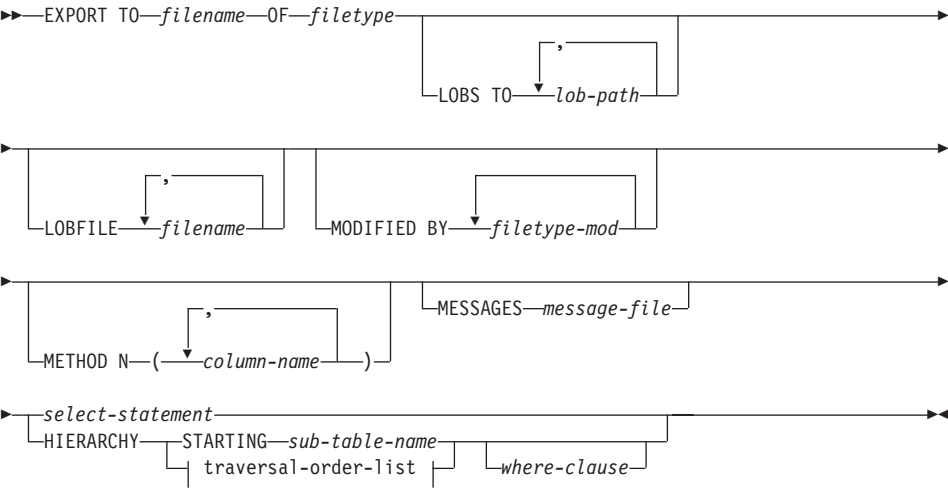 EXPORT TO filename OF filetype
,
LOBS TO lob-path
, 
LOBFILE filename MODIFIED BY filetype-mod
,
METHOD N ( column-name ) MESSAGES message-file
select-statement
HIERARCHY STARTING sub-table-name
traversal-order-list where-clause